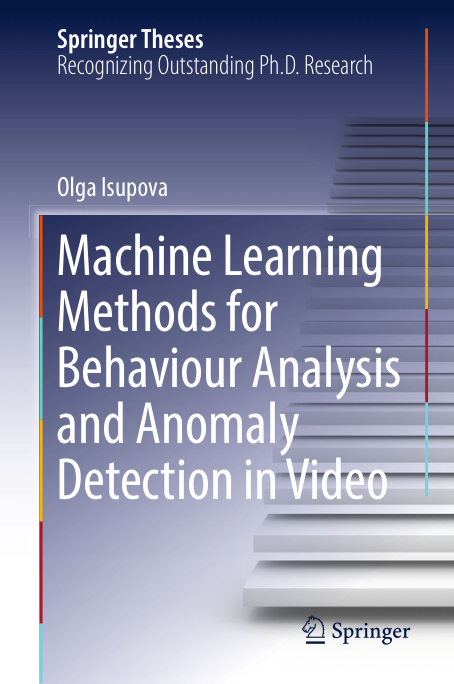 Springer Theses
Recognizing Outstanding Ph.D. Research
Olga Isupova
Machine Learning
Methods for
Behaviour Analysis
and Anomaly
Detection in Video
Springer